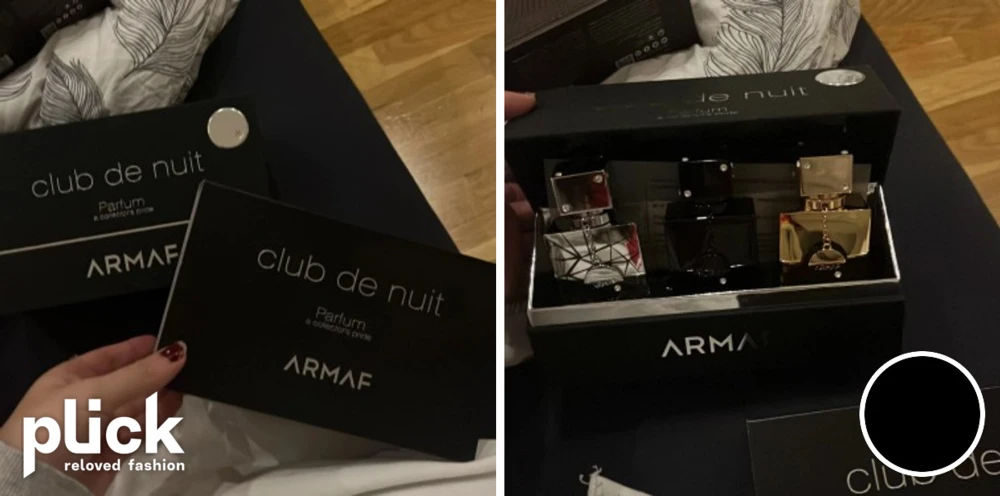 club de nuit
Parfum
a collector's pride
ARMAF
club de nuit
Parfum
a collector's pride
ARMAF
plick
reloved fashion
de nuit
ARMA
club de